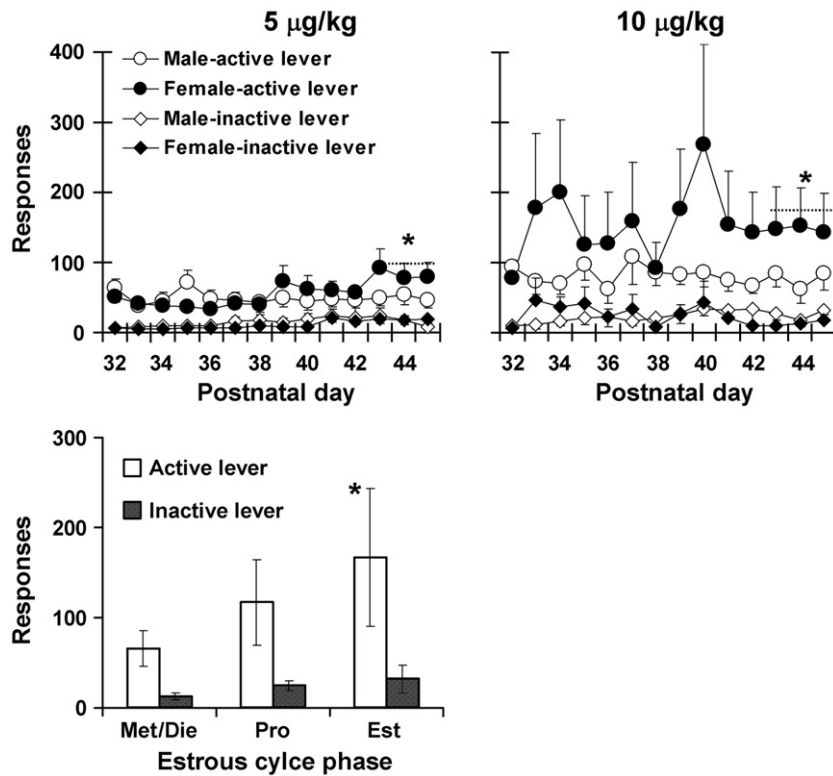 5 μg/kg
10 μg/kg
Responses
400
300
200
100
0
Male-active lever
Female-active lever
Male-inactive lever
Female-inactive lever
*
*
32 34 36 38 40 42 44
Postnatal day
32 34 36 38 40 42 44
Postnatal day
Responses
300
200
100
0
Active lever
Inactive lever
*
Met/Die Pro Est
Estrous cylce phase